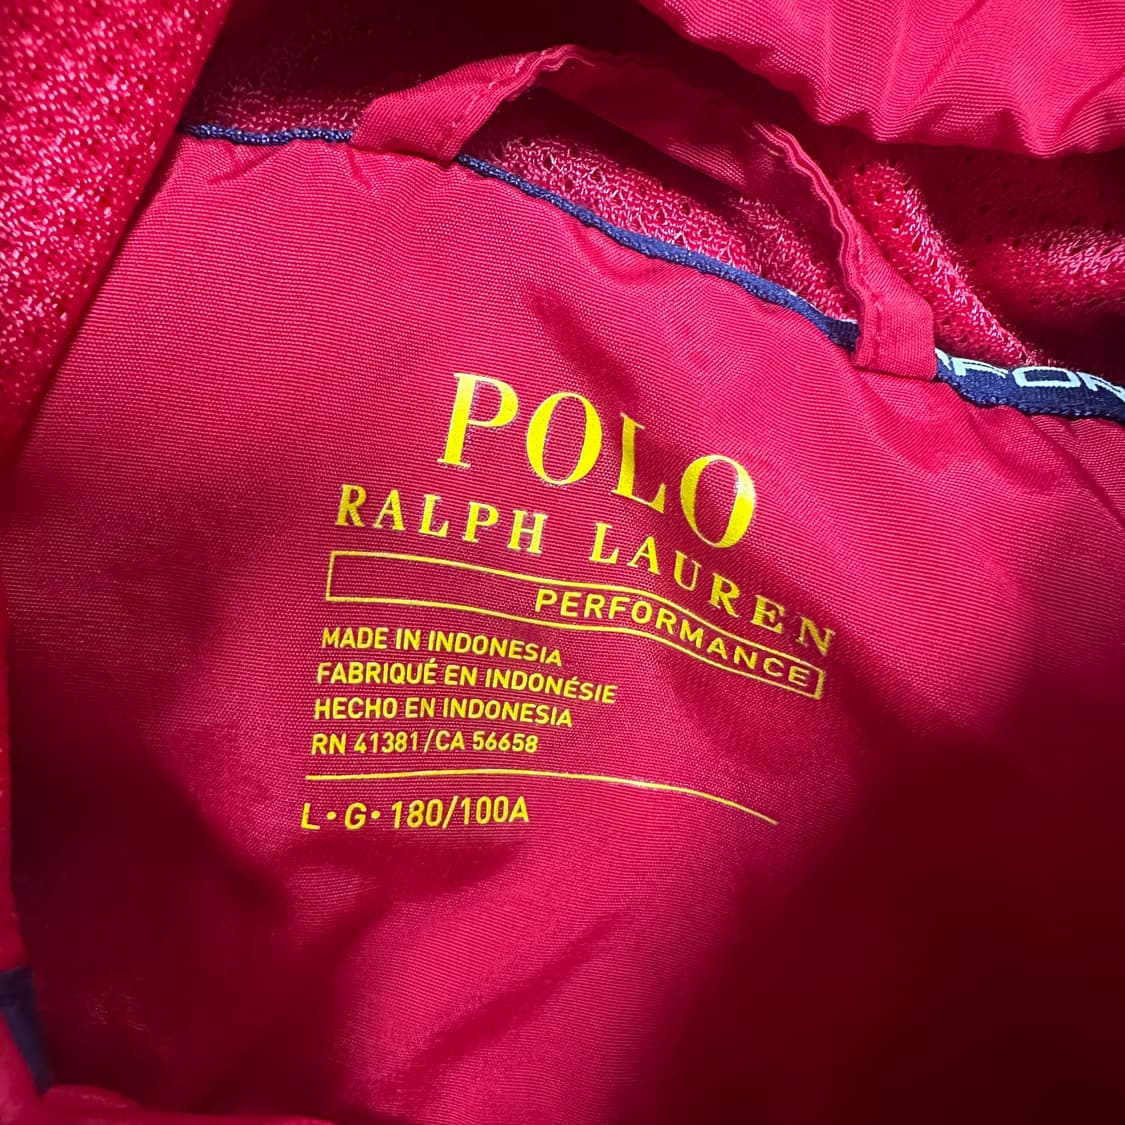 POLO
RALPH LAUREN
PERFORMANCE
MADE IN INDONESIA
FABRIQUÉ EN INDONÉSIE
HECHO EN INDONESIA
RN 41381/CA 56658
L• G• 180/100A